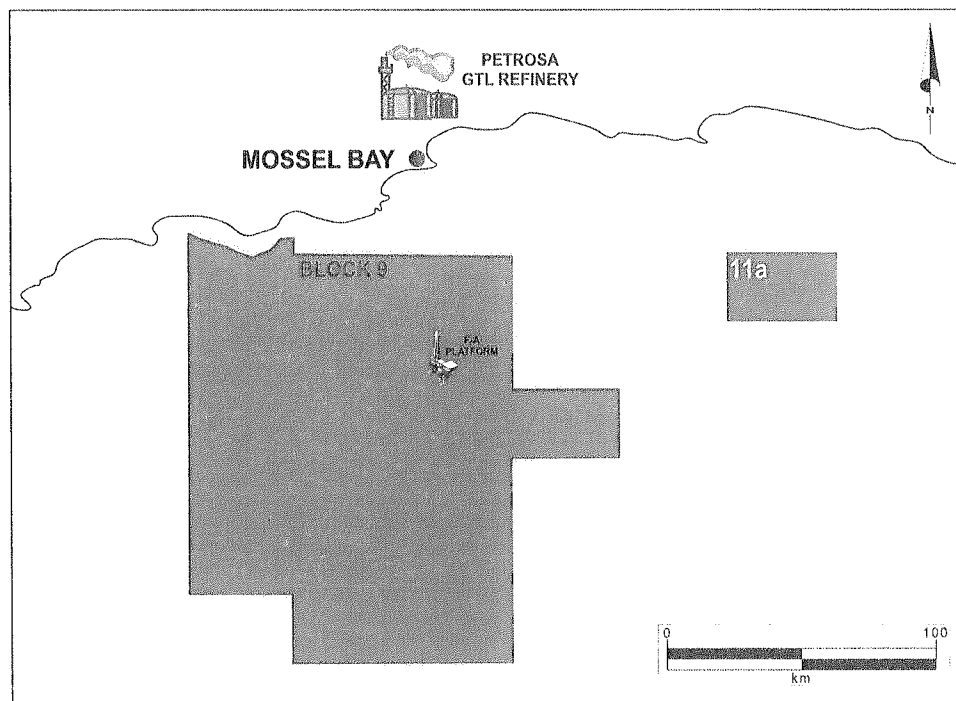 PETROSA
GTL REFINERY
N
MOSSEL BAY
BLOCK 9
11a
F-A
PLATFORM
0 100
km